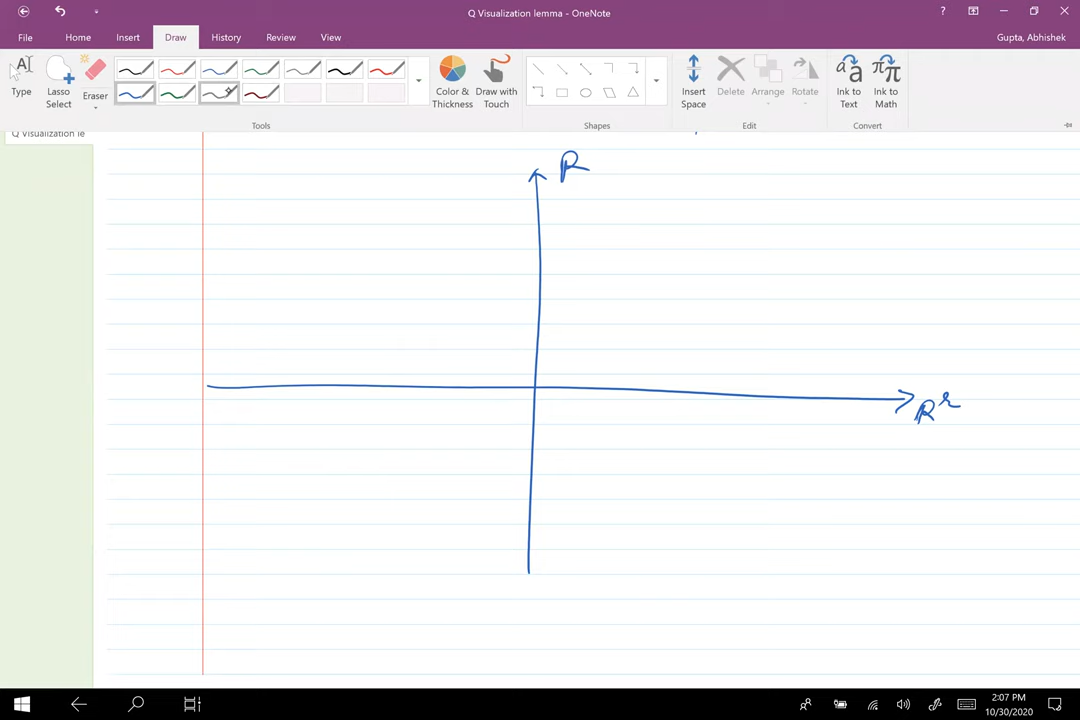 Q Visualization lemma - OneNote
?
File Home Insert Draw History Review View
Gupta, Abhishek
Type
Lasso Select
Eraser
Color & Thickness
Draw with Touch
Insert Space
Delete
Arrange
Rotate
Ink to Text
Ink to Math
Tools Shapes Edit Convert
Q Visualization le
R
R^r
2:07 PM
10/30/2020